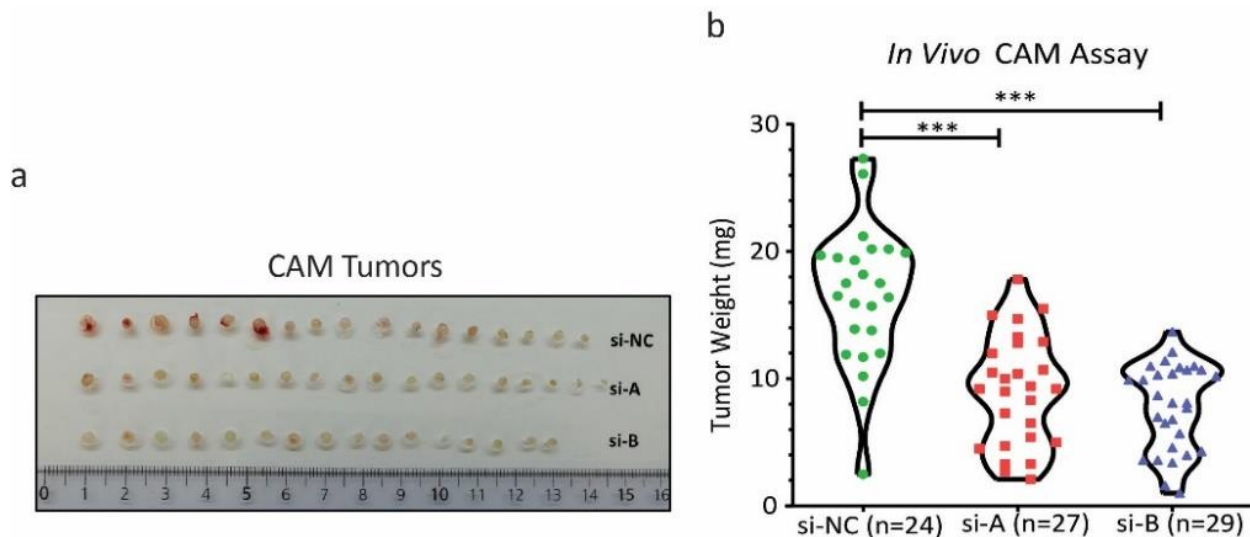 a
CAM Tumors
si-NC
si-A
si-B
0 1 2 3 4 5 6 7 8 9 10 11 12 13 14 15 16
b
In Vivo CAM Assay
***
***
Tumor Weight (mg)
30
20
10
0
si-NC (n=24) si-A (n=27) si-B (n=29)